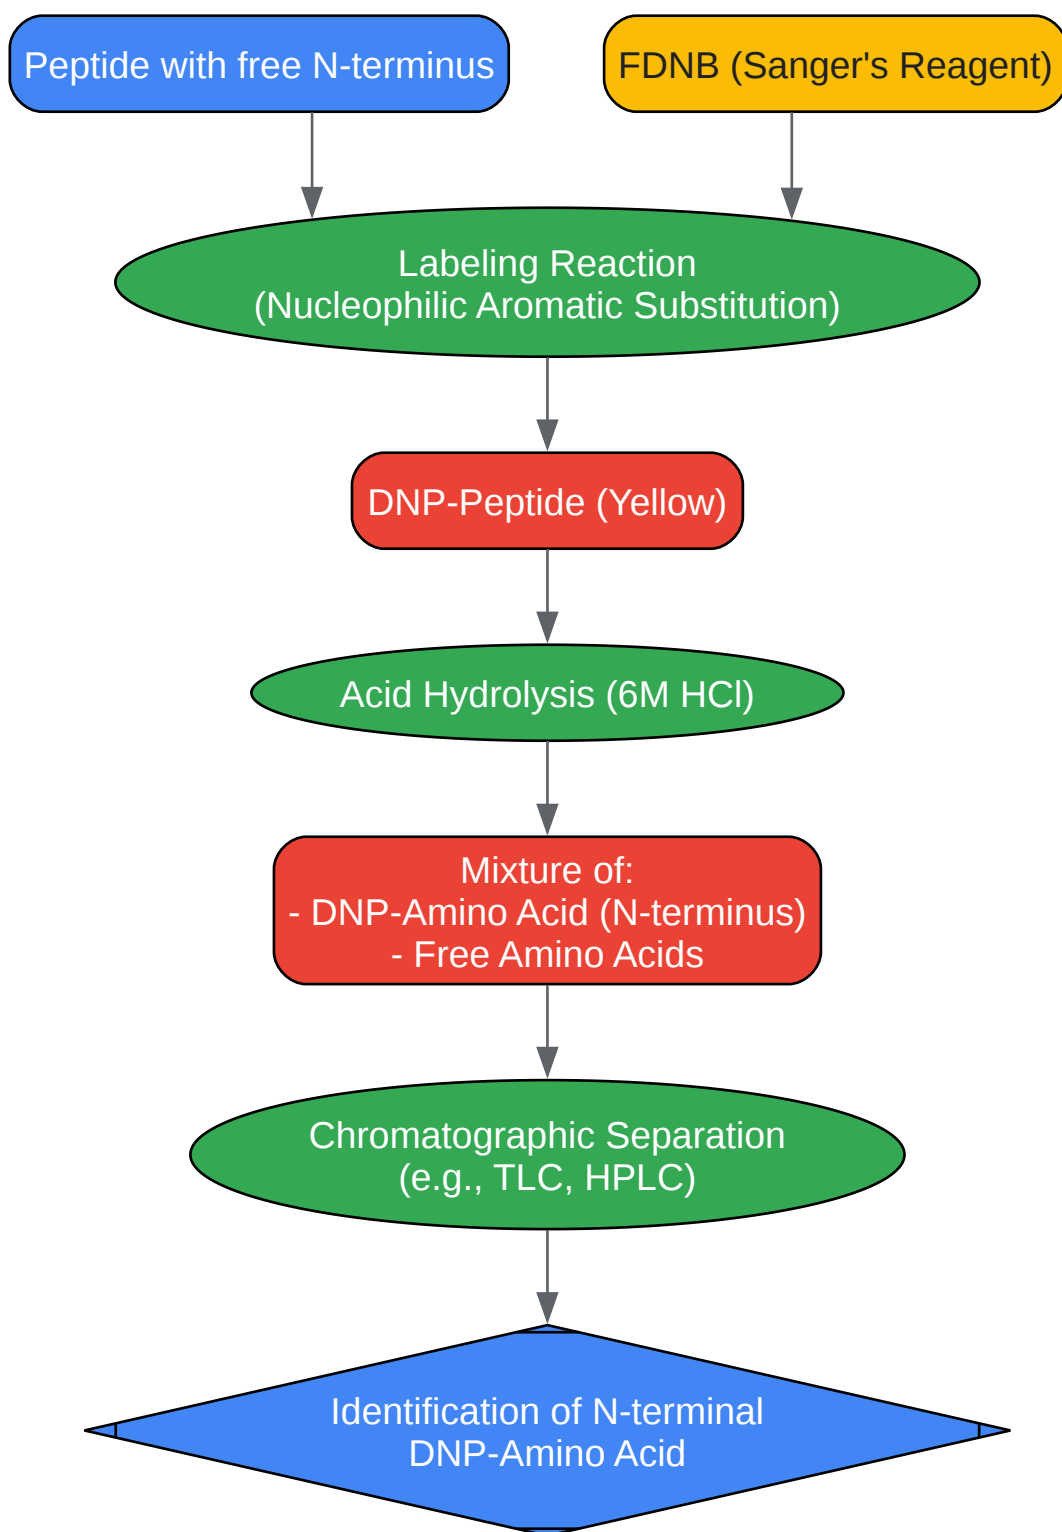 Peptide with free N-terminus
FDNB (Sanger's Reagent)
Labeling Reaction
(Nucleophilic Aromatic Substitution)
DNP-Peptide (Yellow)
Acid Hydrolysis (6M HCl)
Mixture of:
- DNP-Amino Acid (N-terminus)
- Free Amino Acids
Chromatographic Separation
(e.g., TLC, HPLC)
Identification of N-terminal
DNP-Amino Acid